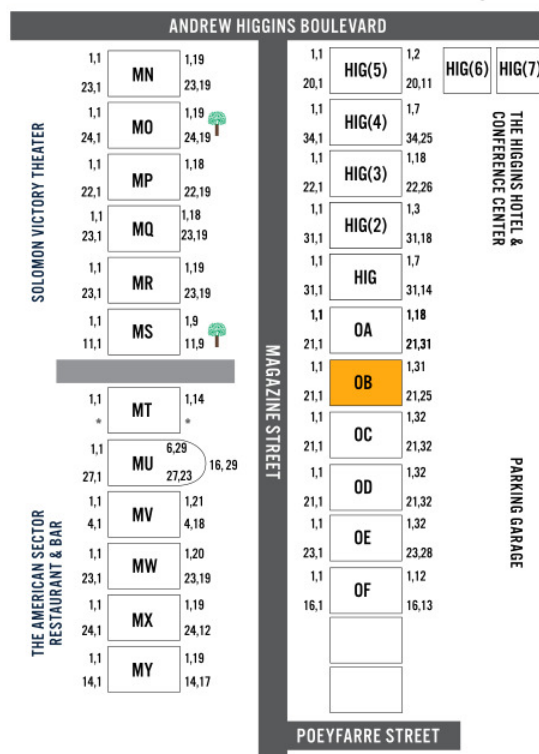 ANDREW HIGGINS BOULEVARD
1,1 MN 1,19
23,1 23,19
1,1 MO 1,19
24,1 24,19
1,1 MP 1,18
22,1 22,19
1,1 MQ 1,18
23,1 23,19
1,1 MR 1,19
23,1 23,19
1,1 MS 1,9
11,1 11,9
SOLOMON VICTORY THEATER
1,1 MT 1,14
* *
1,1 MU 6,29
16,29
27,1 27,23
1,1 MV 1,21
4,1 4,18
1,1 MW 1,20
23,1 23,19
1,1 MX 1,19
24,1 24,12
1,1 MY 1,19
14,1 14,17
THE AMERICAN SECTOR
RESTAURANT & BAR
MAGAZINE STREET
1,1 HIG(5) 1,2
20,1 20,11
HIG(6) HIG(7)
1,1 HIG(4) 1,7
34,1 34,25
1,1 HIG(3) 1,18
22,1 22,26
1,1 HIG(2) 1,3
31,1 31,18
1,1 HIG 1,7
31,1 31,14
1,1 OA 1,18
21,1 21,31
1,1 OB 1,31
21,1 21,25
1,1 OC 1,32
21,1 21,32
1,1 OD 1,32
21,1 21,32
1,1 OE 1,32
23,1 23,28
1,1 OF 1,12
16,1 16,13
THE HIGGINS HOTEL &
CONFERENCE CENTER
PARKING GARAGE
POEYFARRE STREET